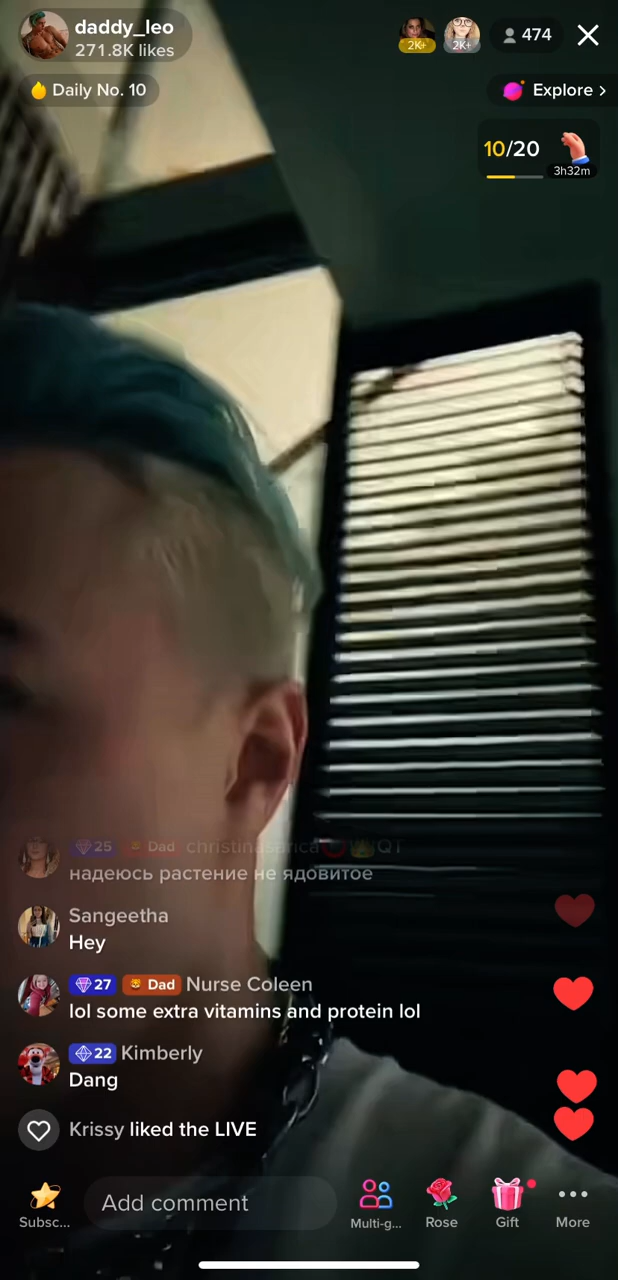 daddy_leo
271.8K likes
2K+
2K+
474
Daily No. 10
Explore
10/20
3h32m
25 Dad christinasarica QT
надеюсь растение не ядовитое
Sangeetha
Hey
27 Dad Nurse Coleen
lol some extra vitamins and protein lol
22 Kimberly
Dang
Krissy liked the LIVE
Subsc...
Add comment
Multi-g...
Rose
Gift
More